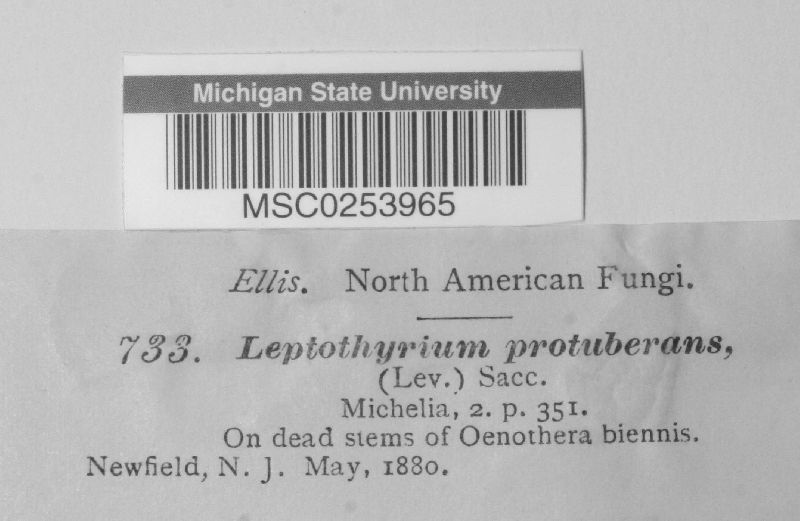 Michigan State University
MSC0253965
Ellis. North American Fungi.
733. Leptothyrium protuberans,
(Lev.) Sacc.
Michelia, 2. p. 351.
On dead stems of Oenothera biennis.
Newfield, N. J. May, 1880.